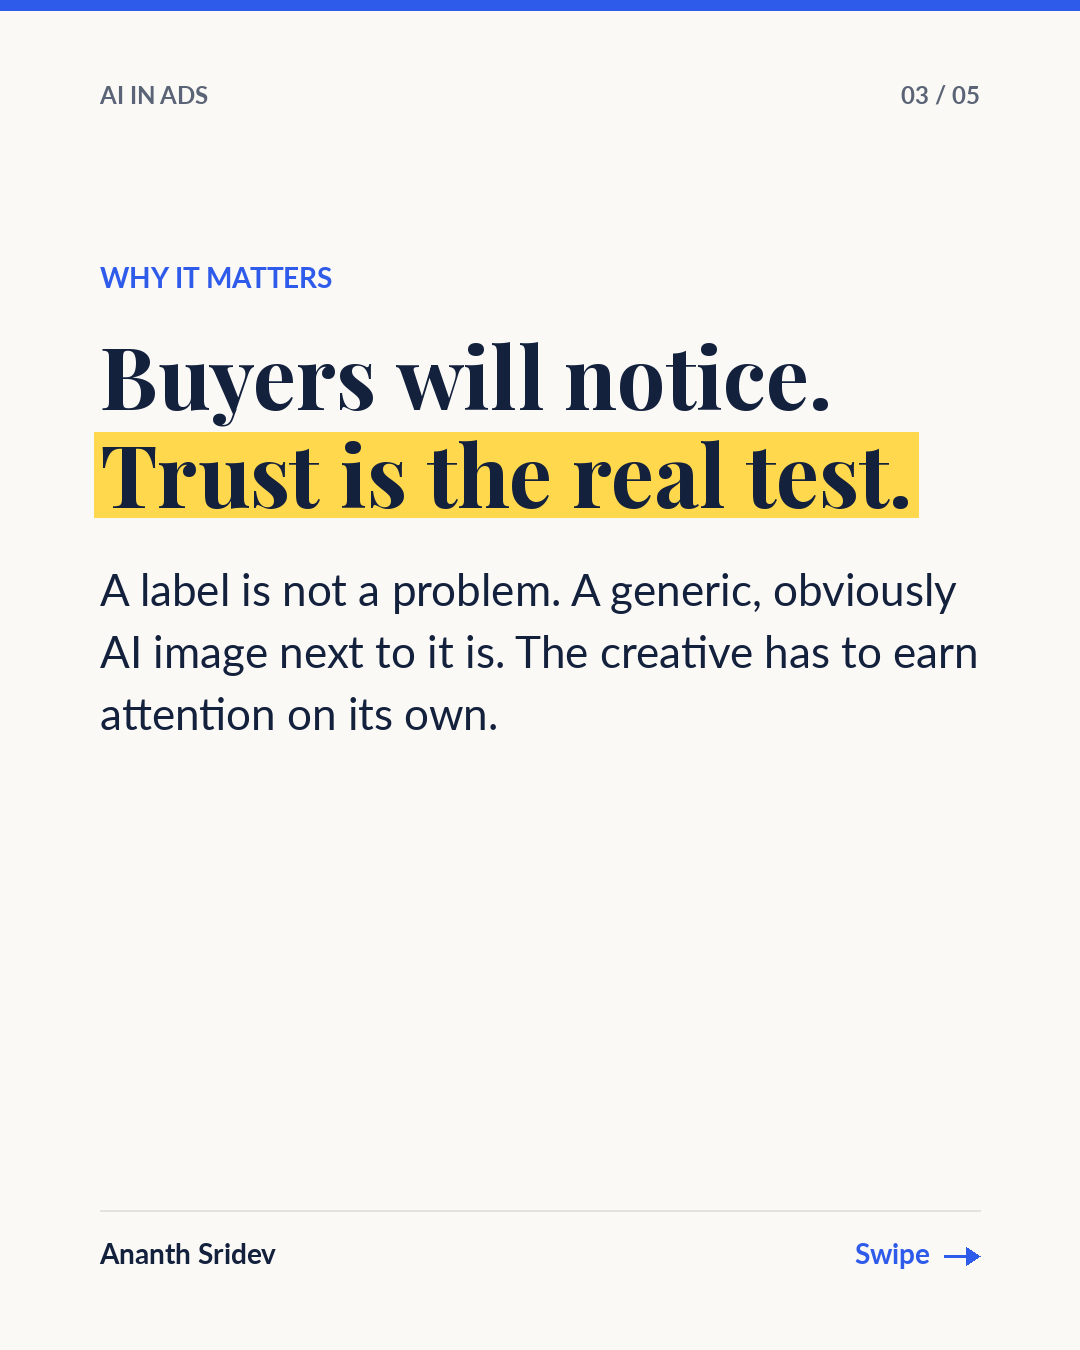 AI IN ADS
03 / 05
WHY IT MATTERS
Buyers will notice.
Trust is the real test.
A label is not a problem. A generic, obviously
AI image next to it is. The creative has to earn
attention on its own.
Ananth Sridev
Swipe →